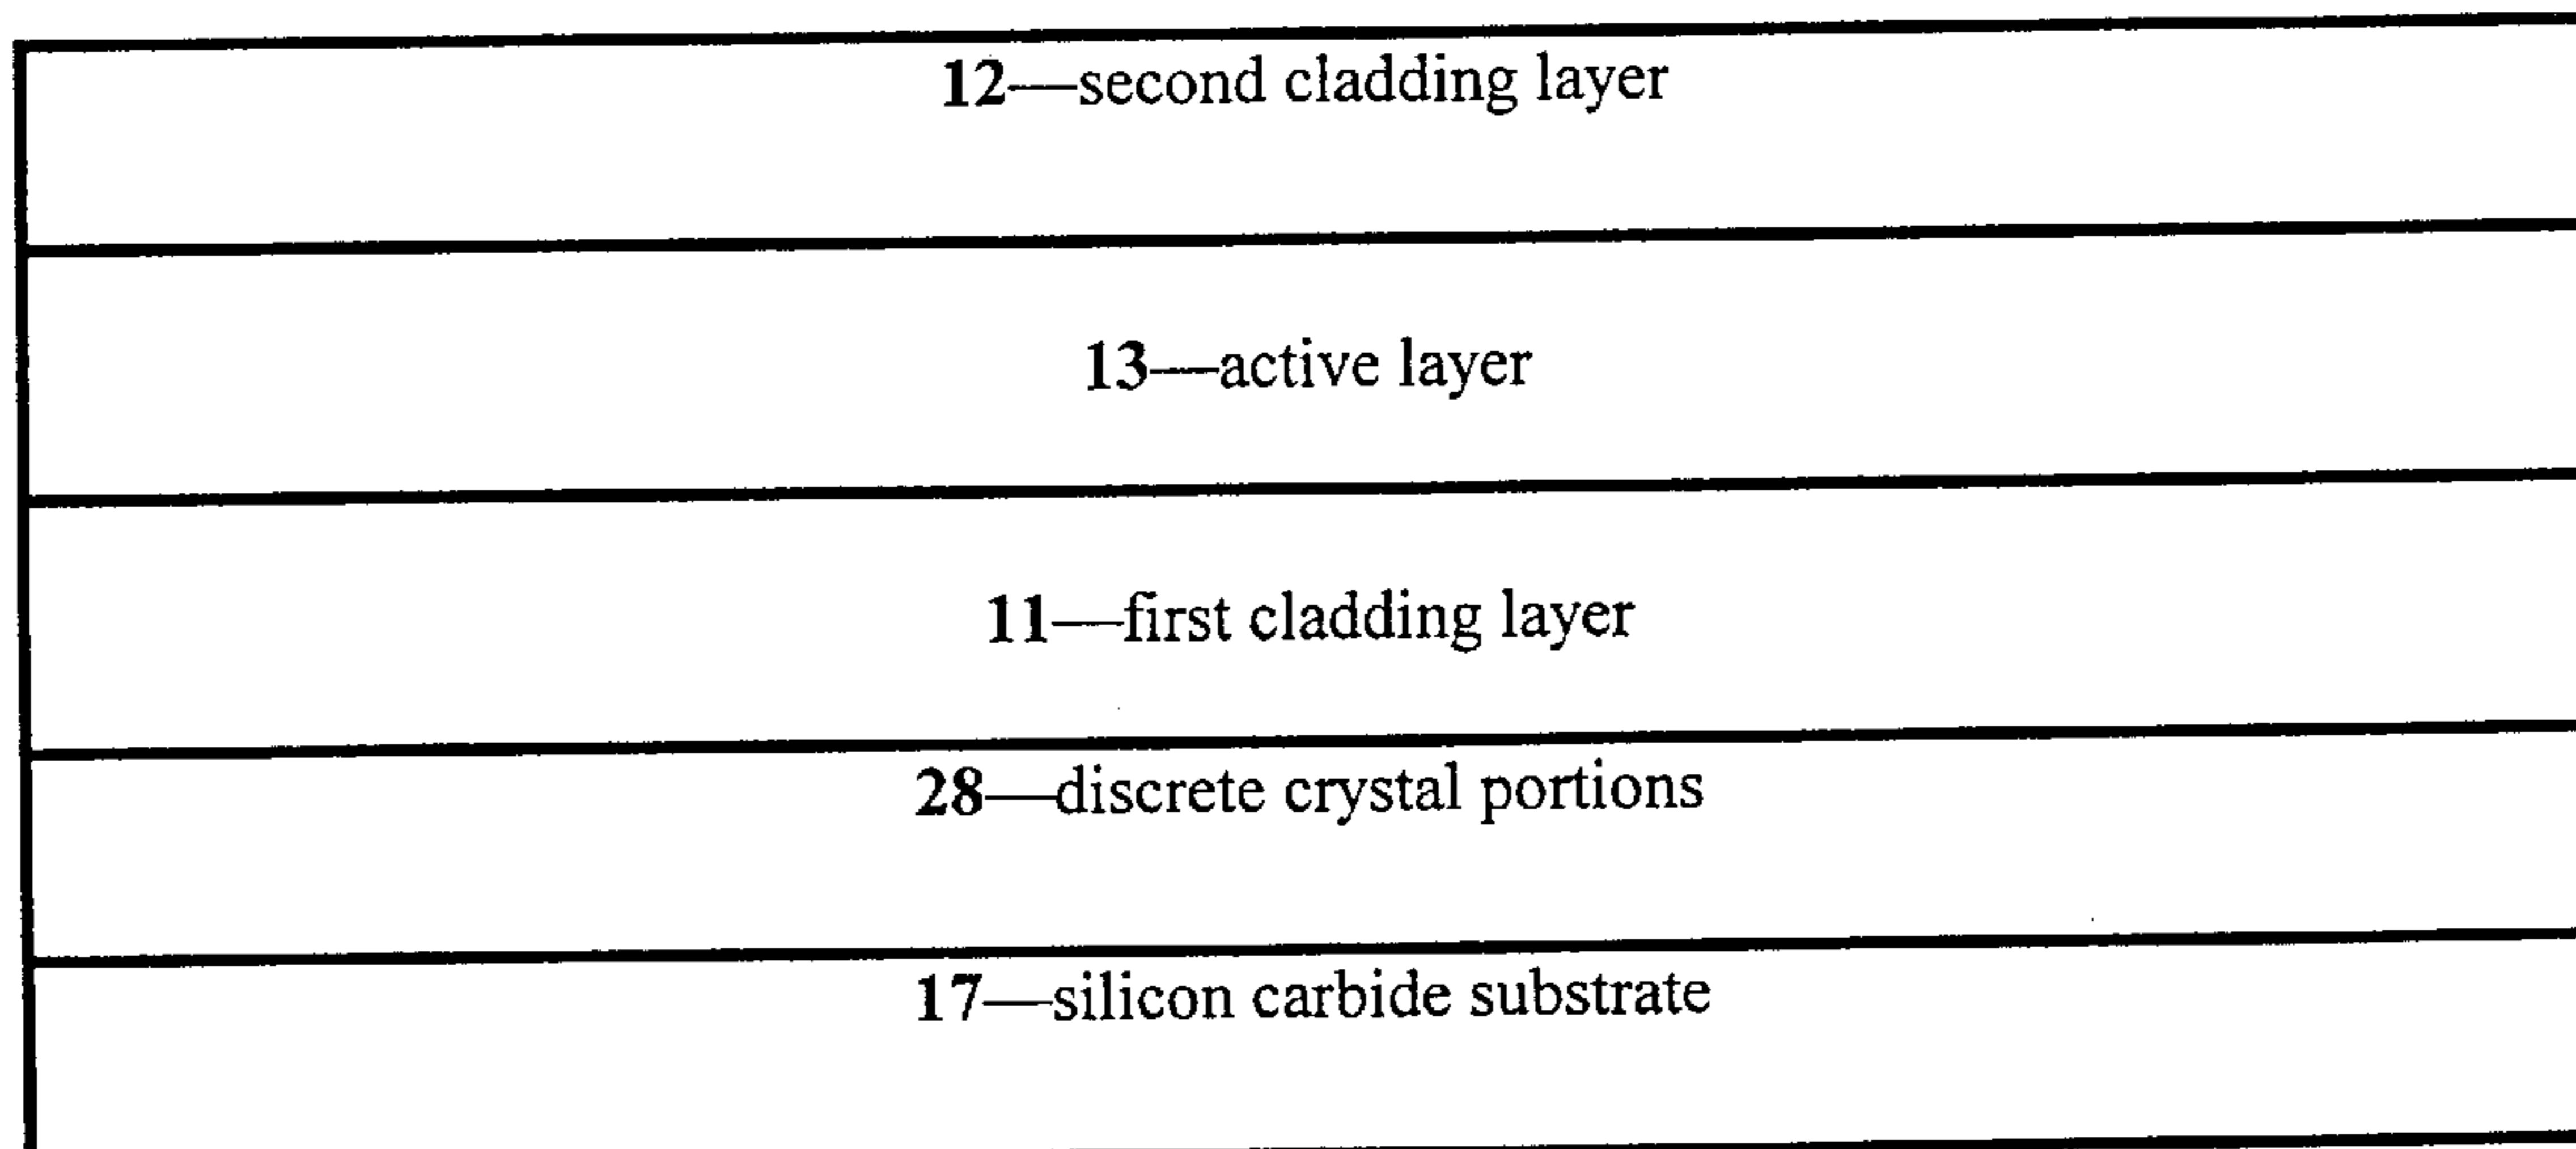 12—second cladding layer
13—active layer
11—first cladding layer
28—discrete crystal portions
17—silicon carbide substrate